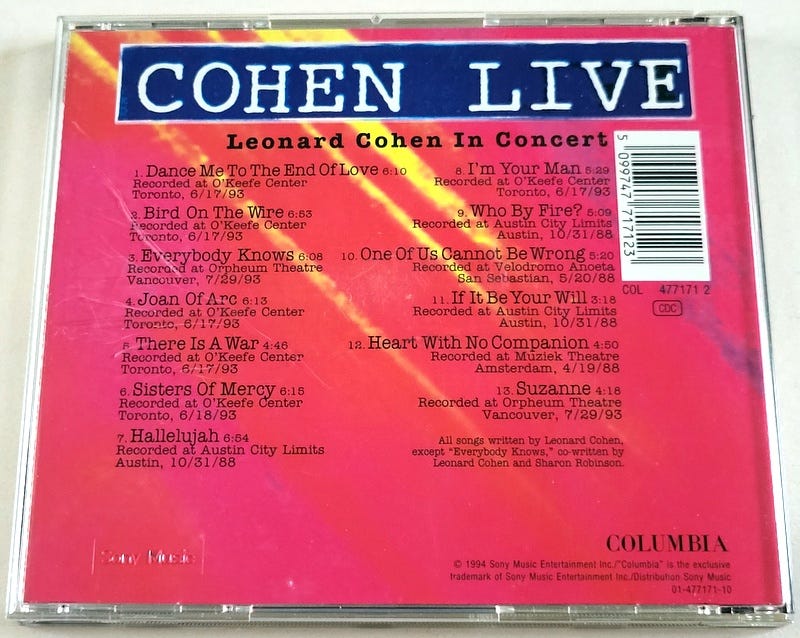 COHEN LIVE
Leonard Cohen In Concert
1. Dance Me To The End Of Love 6:10
Recorded at O'Keefe Center
Toronto, 6/17/93
2. Bird On The Wire 6:53
Recorded at O'Keefe Center
Toronto, 6/17/93
3. Everybody Knows 6:08
Recorded at Orpheum Theatre
Vancouver, 7/29/93
4. Joan Of Arc 6:13
Recorded at O'Keefe Center
Toronto, 6/17/93
5. There Is A War 4:46
Recorded at O'Keefe Center
Toronto, 6/17/93
6. Sisters Of Mercy 6:15
Recorded at O'Keefe Center
Toronto, 6/18/93
7. Hallelujah 6:54
Recorded at Austin City Limits
Austin, 10/31/88
8. I'm Your Man 5:29
Recorded at O'Keefe Center
Toronto, 6/17/93
9. Who By Fire? 5:09
Recorded at Austin City Limits
Austin, 10/31/88
10. One Of Us Cannot Be Wrong 5:20
Recorded at Velodromo Anoeta
San Sebastian, 5/20/88
11. If It Be Your Will 3:18
Recorded at Austin City Limits
Austin, 10/31/88
12. Heart With No Companion 4:50
Recorded at Muziek Theatre
Amsterdam, 4/19/88
13. Suzanne 4:18
Recorded at Orpheum Theatre
Vancouver, 7/29/93
All songs written by Leonard Cohen,
except "Everybody Knows," co-written by
Leonard Cohen and Sharon Robinson.
5 099747 717123
COL 477171 2
CDC
Sony Music
COLUMBIA
© 1994 Sony Music Entertainment Inc./"Columbia" is the exclusive
trademark of Sony Music Entertainment Inc./Distribution Sony Music
01-477171-10